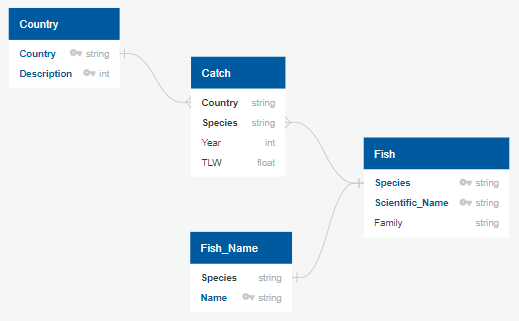 Country
Country string
Description int
Catch
Country string
Species string
Year int
TLW float
Fish
Species string
Scientific_Name string
Family string
Fish_Name
Species string
Name string